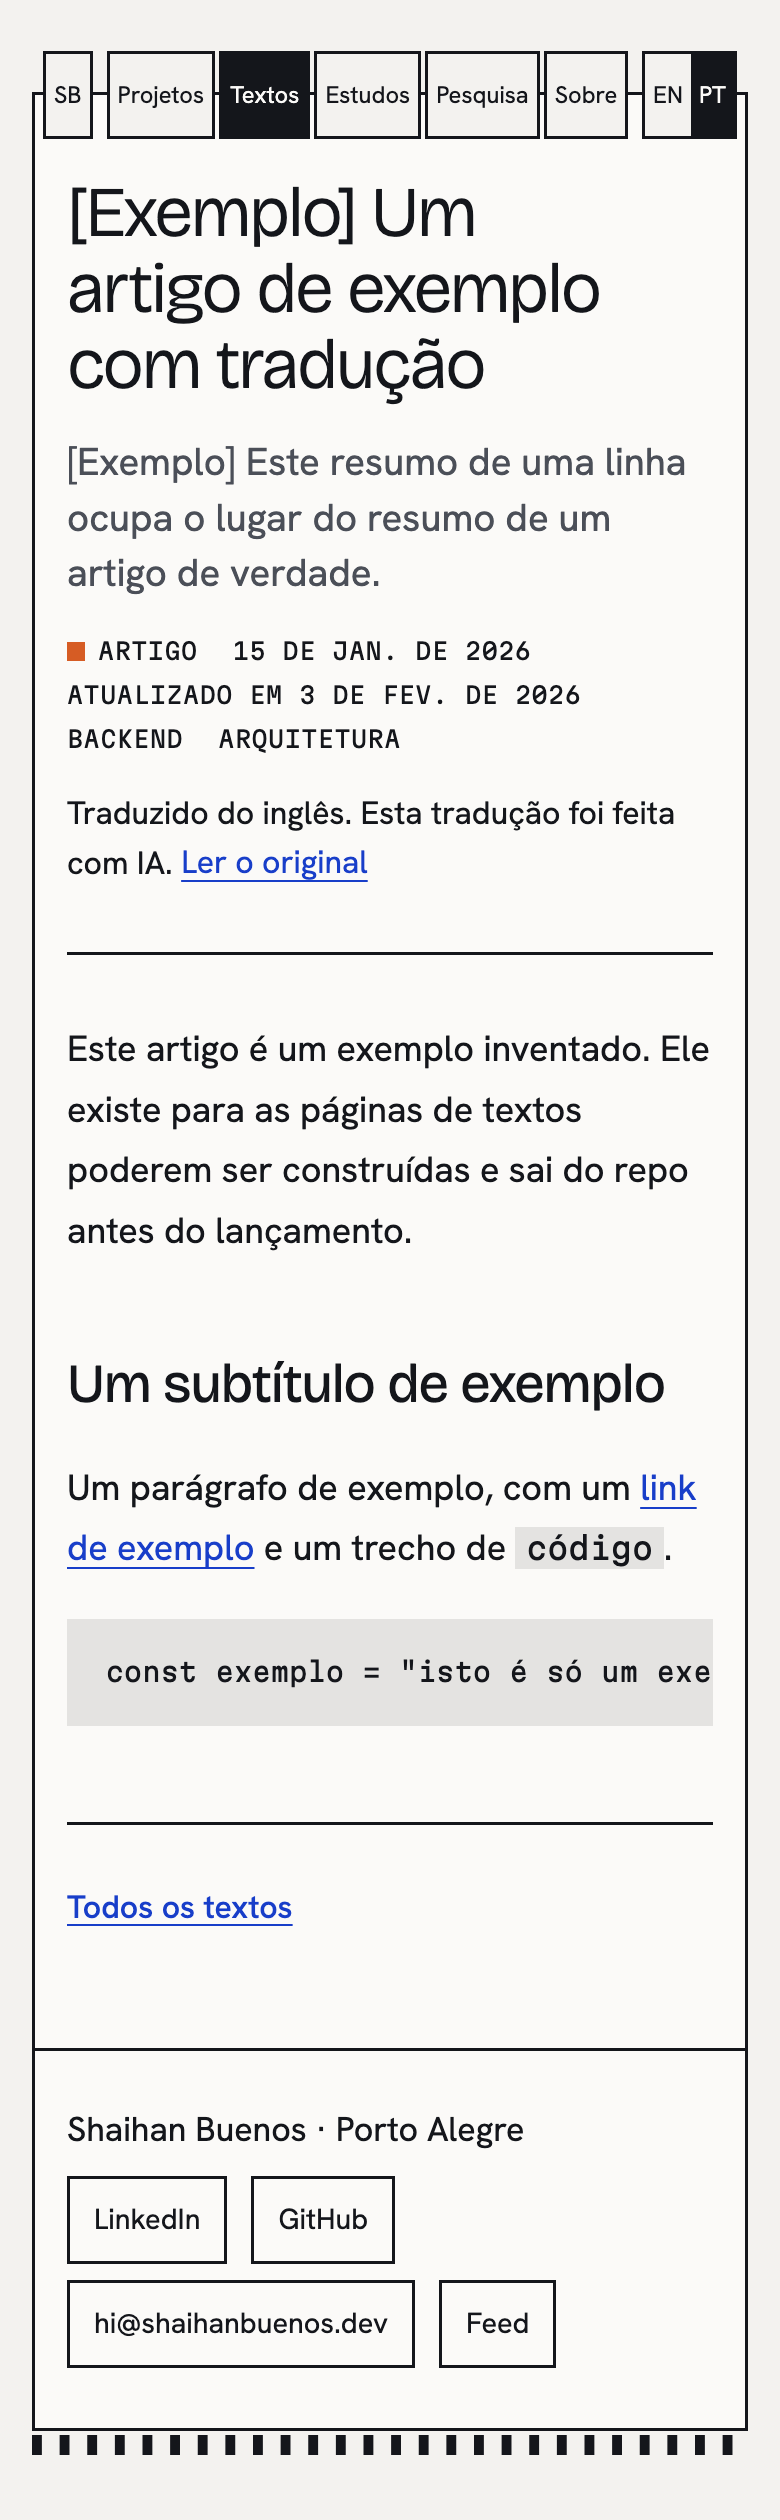 SB Projetos Textos Estudos Pesquisa Sobre EN PT
[Exemplo] Um
artigo de exemplo
com tradução
[Exemplo] Este resumo de uma linha
ocupa o lugar do resumo de um
artigo de verdade.
ARTIGO 15 DE JAN. DE 2026
ATUALIZADO EM 3 DE FEV. DE 2026
BACKEND ARQUITETURA
Traduzido do inglês. Esta tradução foi feita
com IA. Ler o original
Este artigo é um exemplo inventado. Ele
existe para as páginas de textos
poderem ser construídas e sai do repo
antes do lançamento.
Um subtítulo de exemplo
Um parágrafo de exemplo, com um link
de exemplo e um trecho de código.
const exemplo = "isto é só um exe
Todos os textos
Shaihan Buenos · Porto Alegre
LinkedIn GitHub
hi@shaihanbuenos.dev Feed